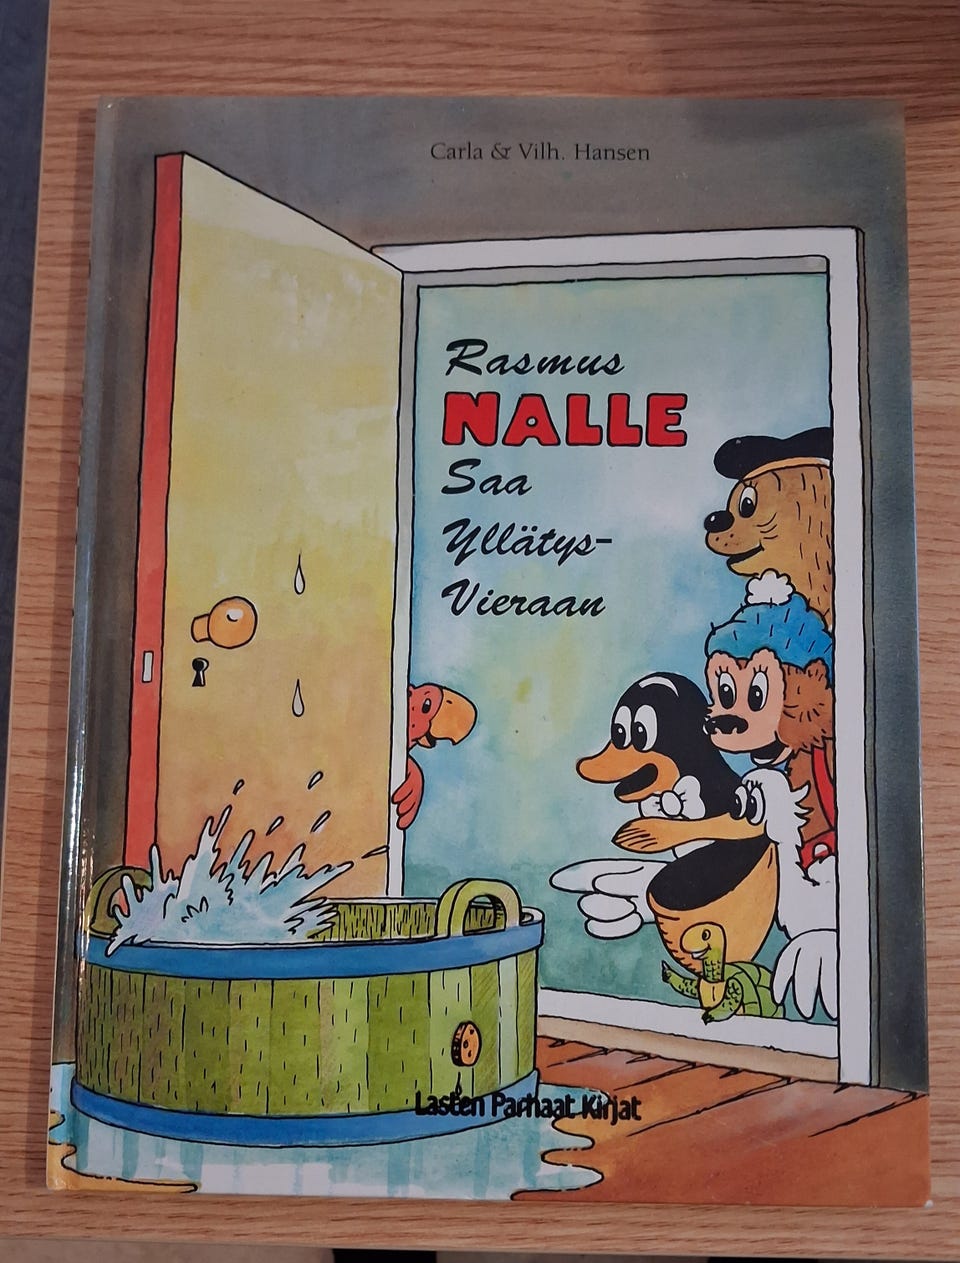 Carla & Vilh. Hansen
Rasmus
NALLE
Saa
Yllätys-
Vieraan
Lasten Parhaat Kirjat